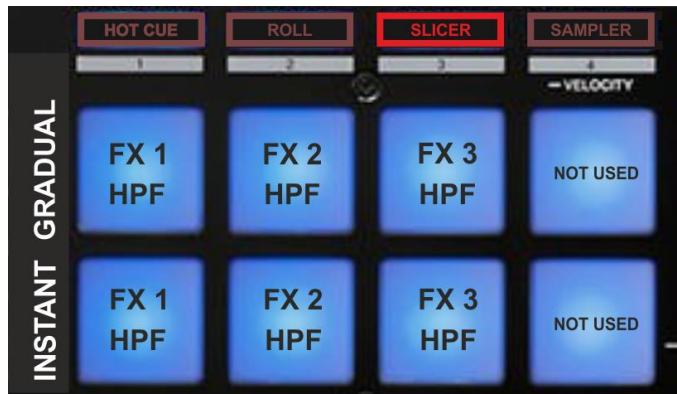 HOT CUE ROLL SLICER SAMPLER
1 2 3 4
– VELOCITY
GRADUAL
FX 1 FX 2 FX 3 NOT USED
HPF HPF HPF
INSTANT
FX 1 FX 2 FX 3 NOT USED
HPF HPF HPF